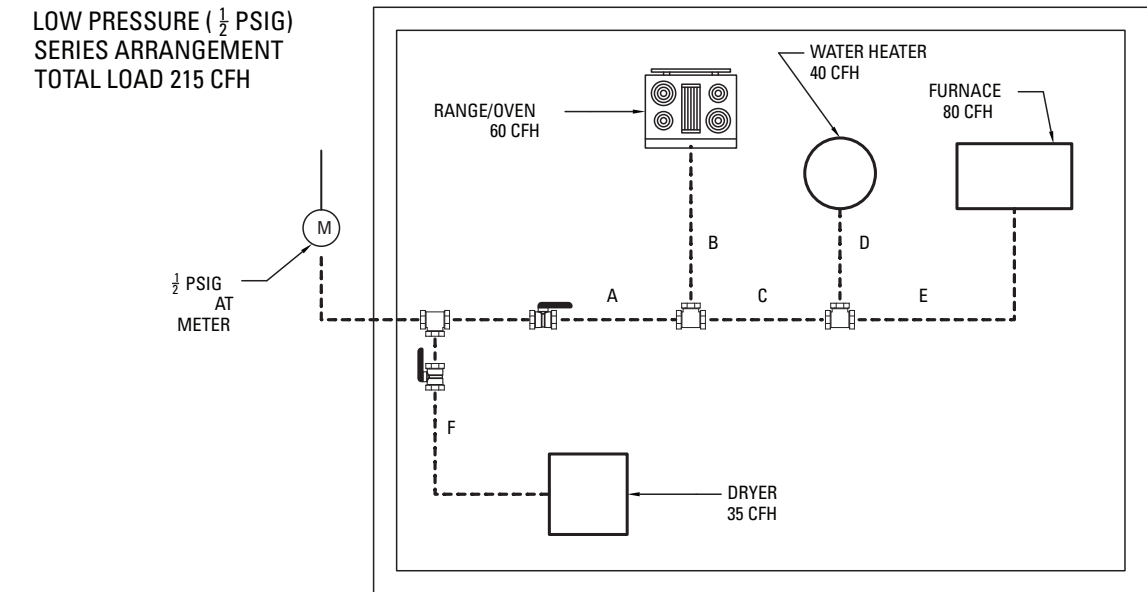 LOW PRESSURE ( 1/2 PSIG)
SERIES ARRANGEMENT
TOTAL LOAD 215 CFH
WATER HEATER
40 CFH
RANGE/OVEN
60 CFH
FURNACE
80 CFH
M
1/2 PSIG
AT
METER
B
D
A
C
E
F
DRYER
35 CFH